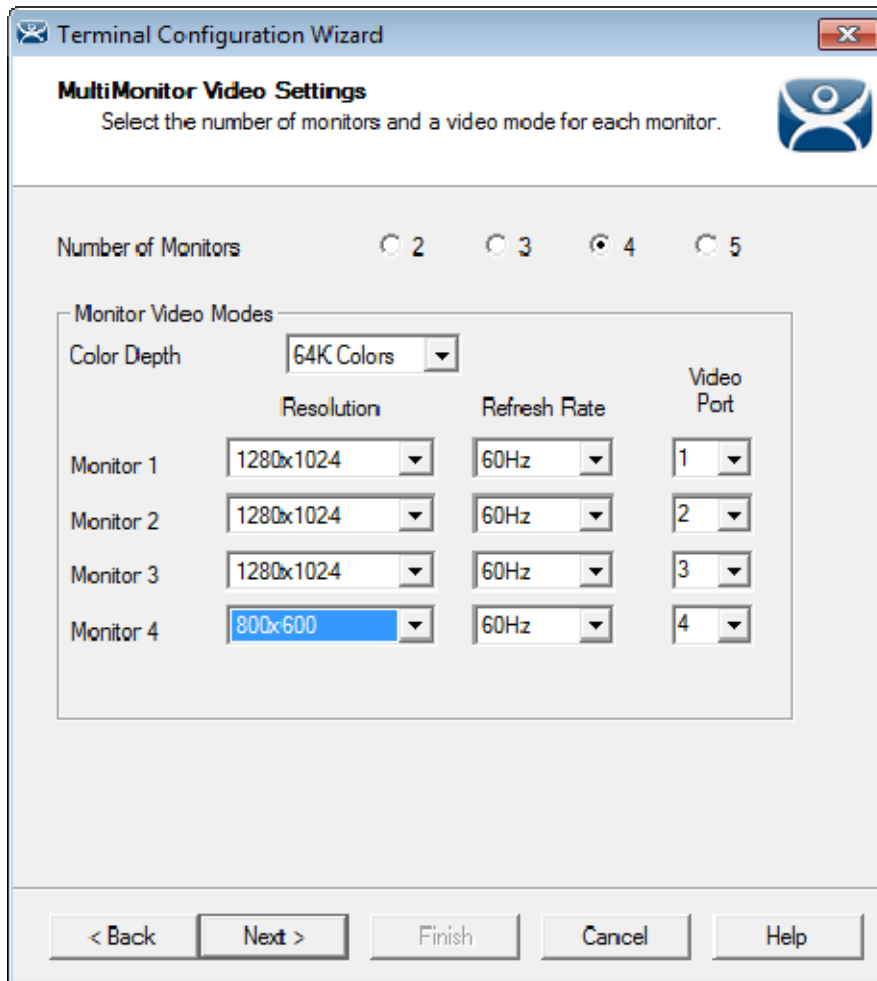 Terminal Configuration Wizard
MultiMonitor Video Settings
Select the number of monitors and a video mode for each monitor.
Number of Monitors 2 3 4 5
Monitor Video Modes
Color Depth 64K Colors
Resolution Refresh Rate Video Port
Monitor 1 1280x1024 60Hz 1
Monitor 2 1280x1024 60Hz 2
Monitor 3 1280x1024 60Hz 3
Monitor 4 800x600 60Hz 4
< Back Next > Finish Cancel Help